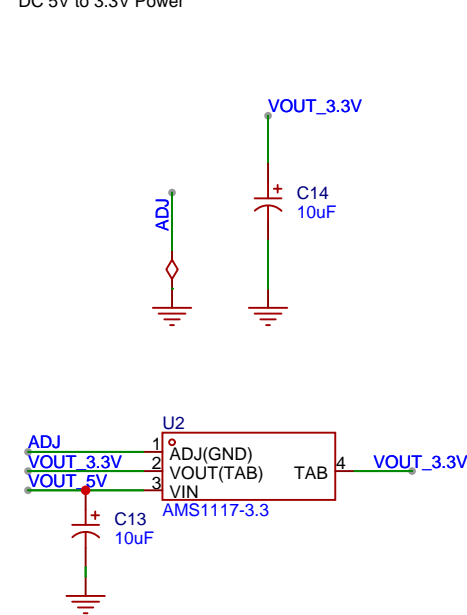 DC 5V to 3.3V Power
VOUT_3.3V
ADJ
+ C14
10uF
U2
ADJ 1 ADJ(GND)
VOUT_3.3V 2 VOUT(TAB) TAB 4 VOUT_3.3V
VOUT_5V 3 VIN
AMS1117-3.3
+ C13
10uF